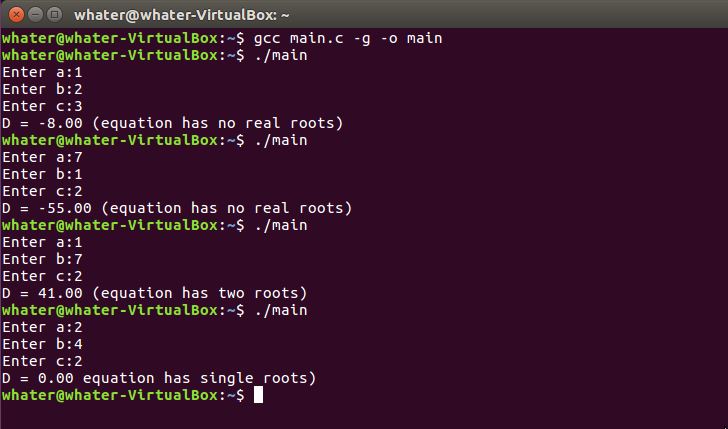 whater@whater-VirtualBox: ~
whater@whater-VirtualBox:~$ gcc main.c -g -o main
whater@whater-VirtualBox:~$ ./main
Enter a:1
Enter b:2
Enter c:3
D = -8.00 (equation has no real roots)
whater@whater-VirtualBox:~$ ./main
Enter a:7
Enter b:1
Enter c:2
D = -55.00 (equation has no real roots)
whater@whater-VirtualBox:~$ ./main
Enter a:1
Enter b:7
Enter c:2
D = 41.00 (equation has two roots)
whater@whater-VirtualBox:~$ ./main
Enter a:2
Enter b:4
Enter c:2
D = 0.00 equation has single roots)
whater@whater-VirtualBox:~$